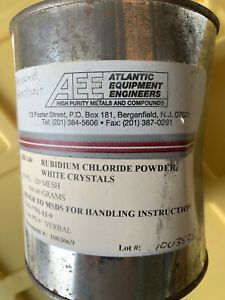 AEE
ATLANTIC
EQUIPMENT
ENGINEERS
HIGH PURITY METALS AND COMPOUNDS
13 Foster Street, P.O. Box 181, Bergenfield, N.J. 07621
Tel: (201) 384-5606 • Fax: (201) 387-0291
RUBIDIUM CHLORIDE POWDER,
WHITE CRYSTALS
-20 MESH
GRAMS
REFER TO MSDS FOR HANDLING INSTRUCTION
VERBAL
Lot #: